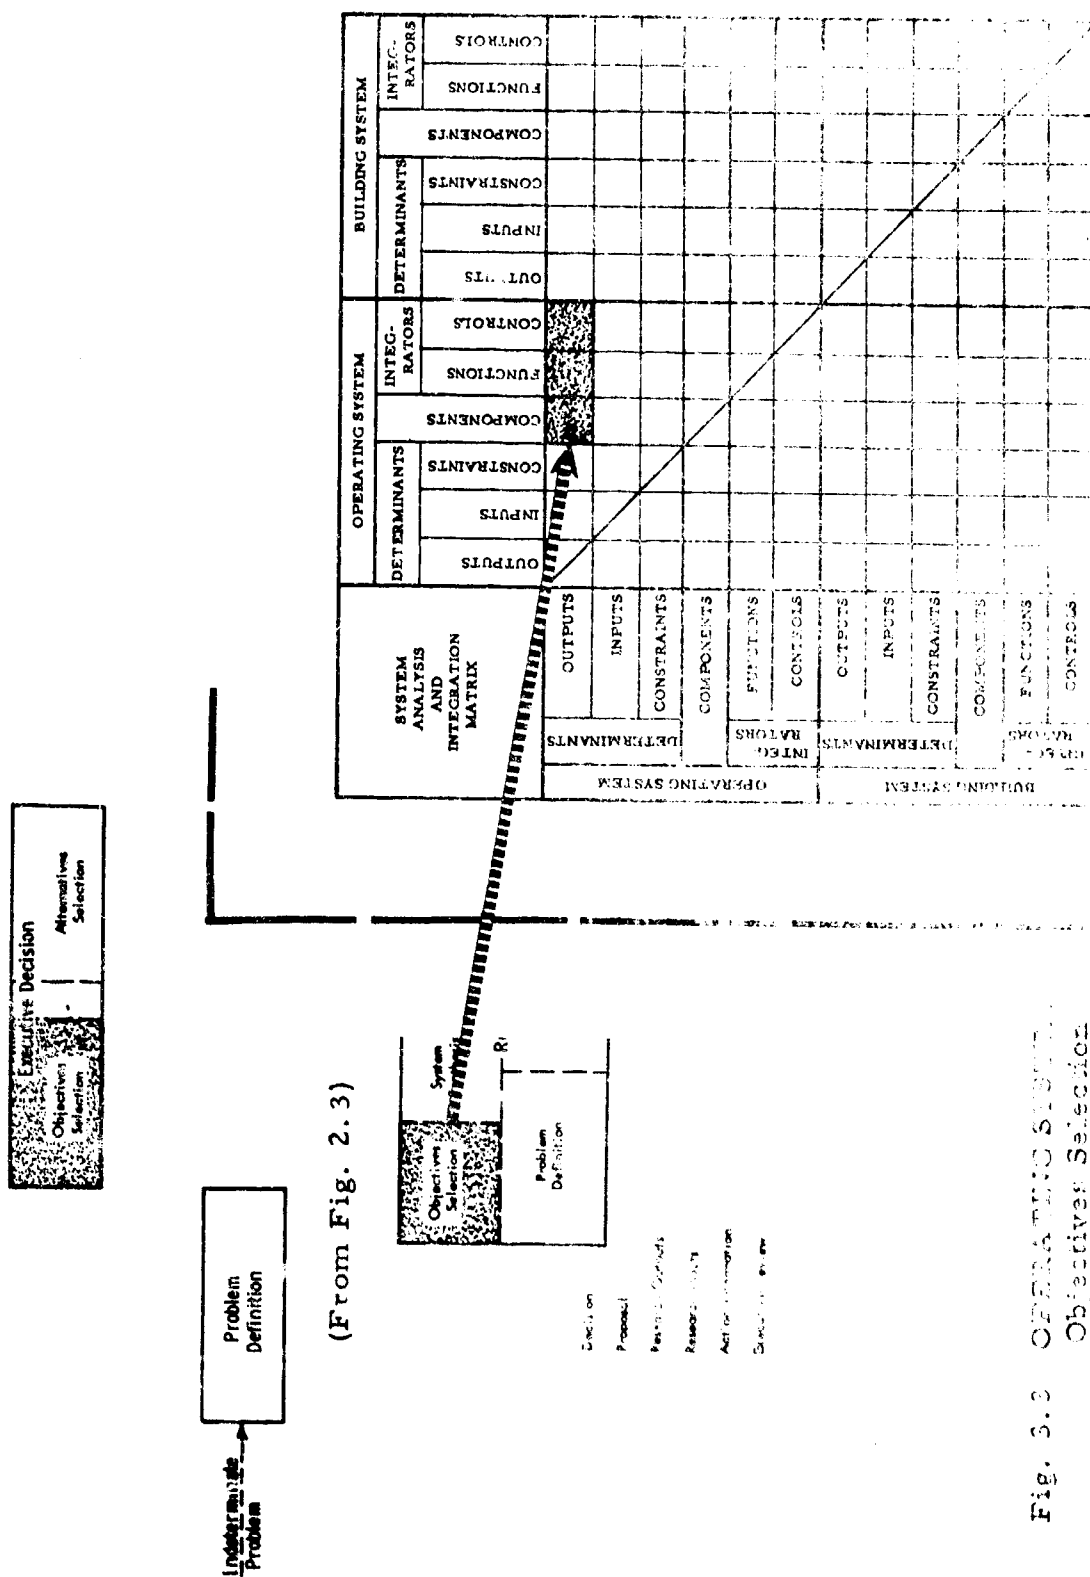 Executive Decision
Objectives
Selection
Alternatives
Selection
Indeterminate
Problem
Problem
Definition
(From Fig. 2.3)
Objectives
Selection
System
Problem
Definition
Decision
Proposal
Research
Action
SYSTEM
ANALYSIS
AND
INTEGRATION
MATRIX
OPERATING SYSTEM
BUILDING SYSTEM
DETERMINANTS
INTEG-
RATORS
DETERMINANTS
INTEG-
RATORS
OUTPUTS
INPUTS
CONSTRAINTS
COMPONENTS
FUNCTIONS
CONTROLS
INPUTS
CONSTRAINTS
COMPONENTS
FUNCTIONS
CONTROLS
OPERATING SYSTEM
DETERMINANTS
OUTPUTS
INPUTS
CONSTRAINTS
COMPONENTS
INTEG-
RATORS
FUNCTIONS
CONTROLS
BUILDING SYSTEM
DETERMINANTS
OUTPUTS
INPUTS
CONSTRAINTS
COMPONENTS
RATORS
FUNCTIONS
CONTROLS
Fig. 3.
Objectives Selection